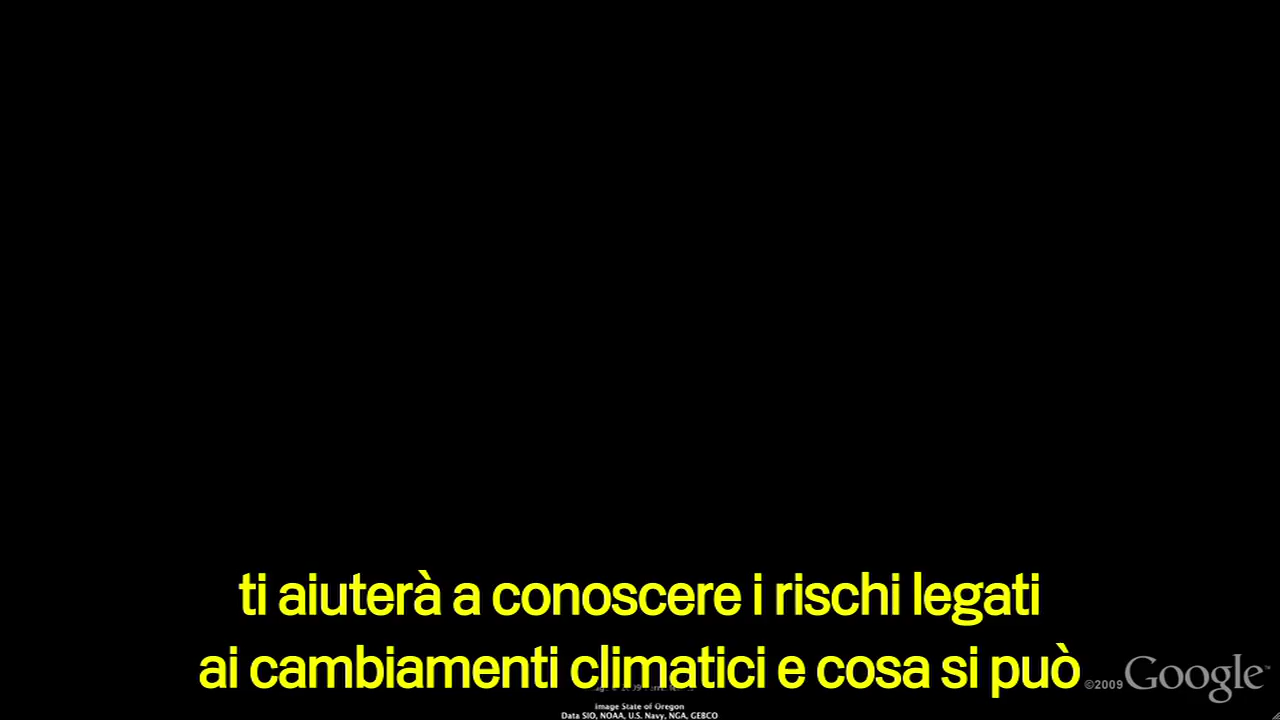 ti aiuterà a conoscere i rischi legati
ai cambiamenti climatici e cosa si può
©2009 Google™
Image State of Oregon
Data SIO, NOAA, U.S. Navy, NGA, GEBCO